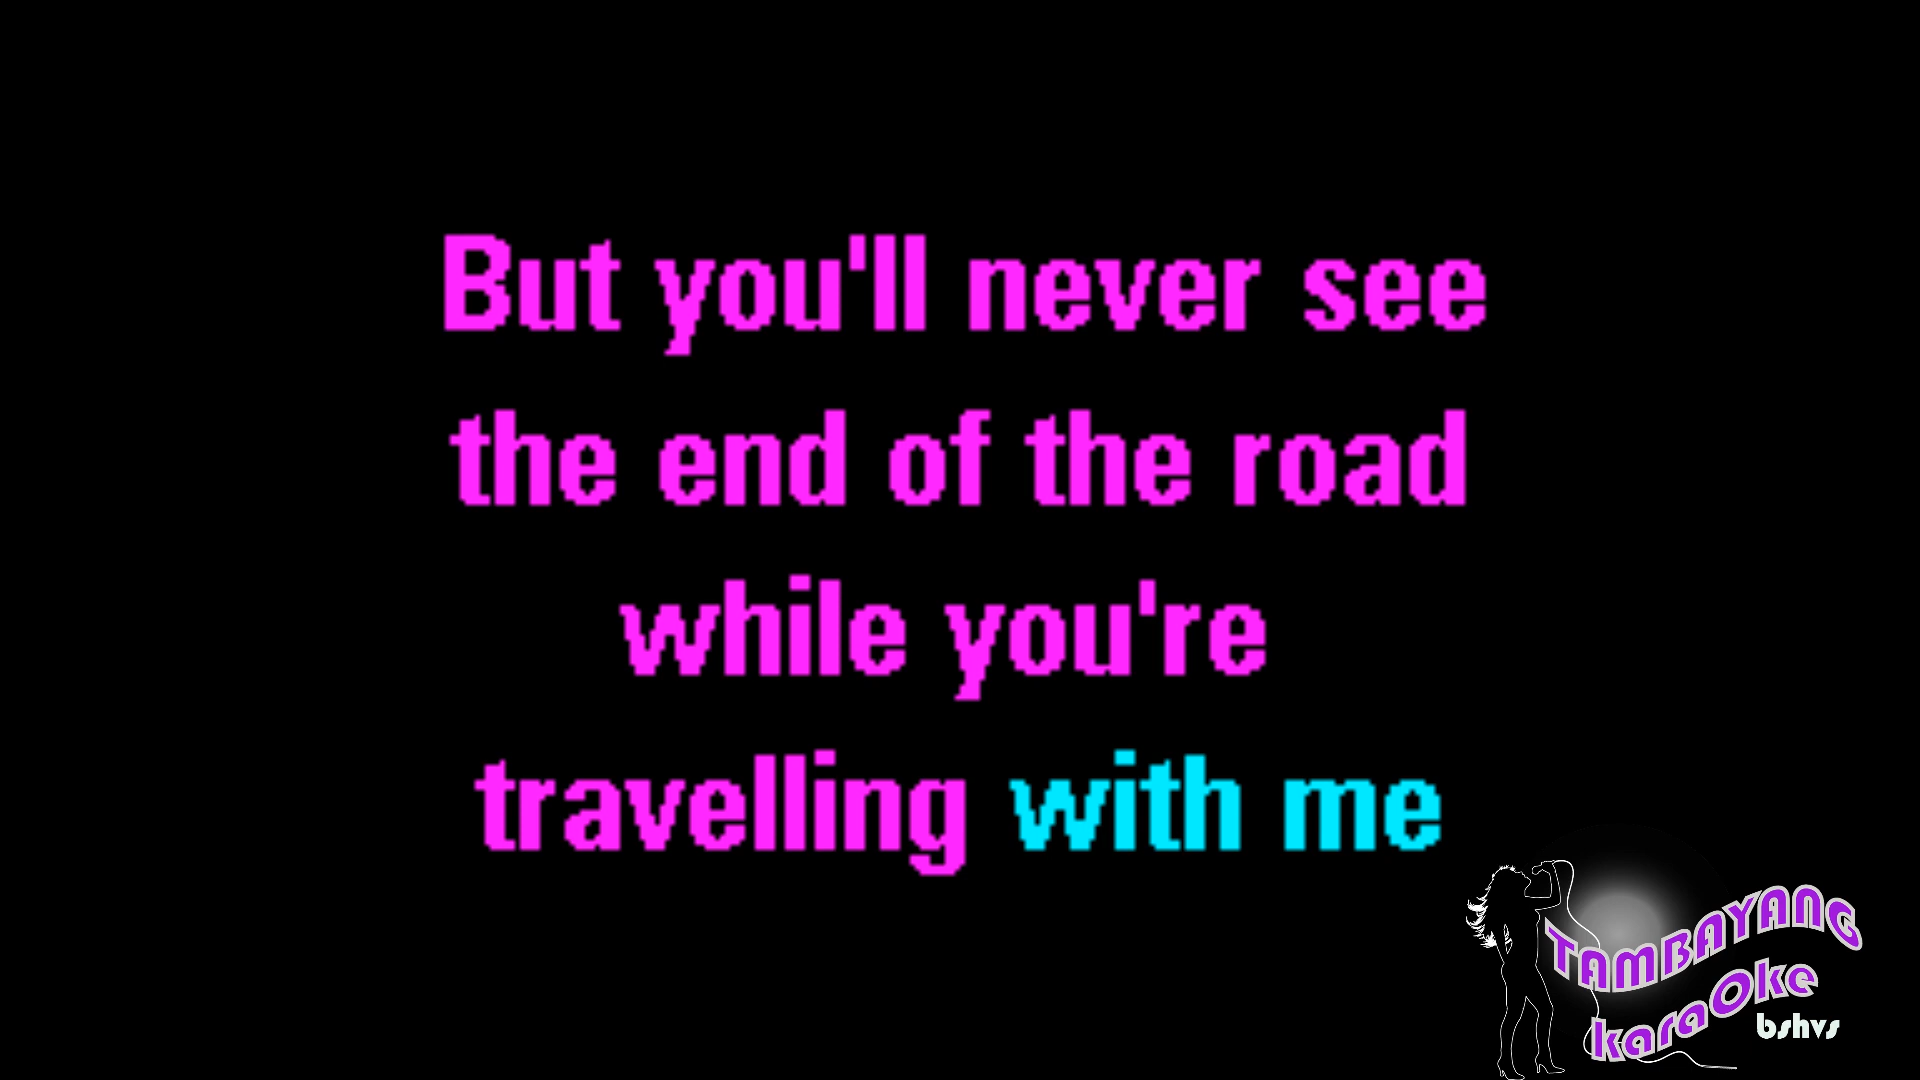 But you'll never see
the end of the road
while you're
travelling with me
TAMBAYANG
karaOke
bshvs